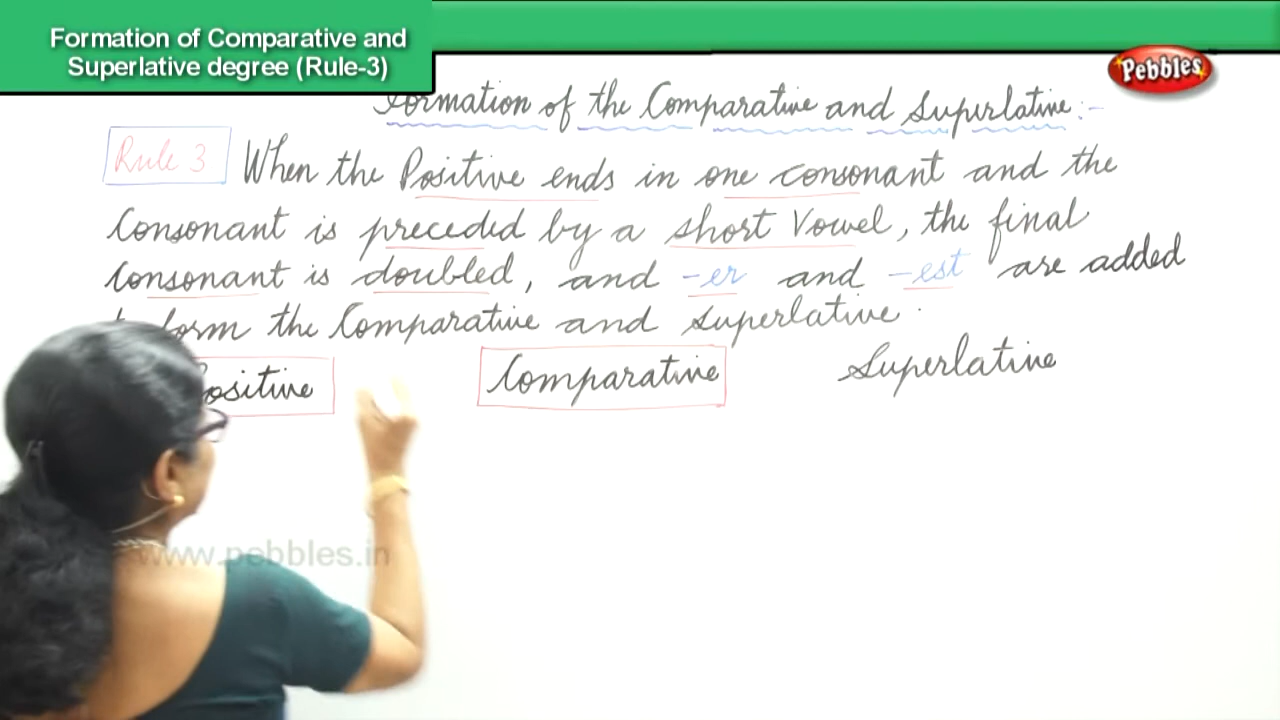 Formation of Comparative and
Superlative degree (Rule-3)
Pebbles
Formation of the Comparative and Superlative:-
Rule 3 When the Positive ends in one consonant and the
Consonant is preceded by a short Vowel, the final
Consonant is doubled, and -er and -est are added
form the Comparative and superlative.
Positive Comparative Superlative
www.pebbles.in